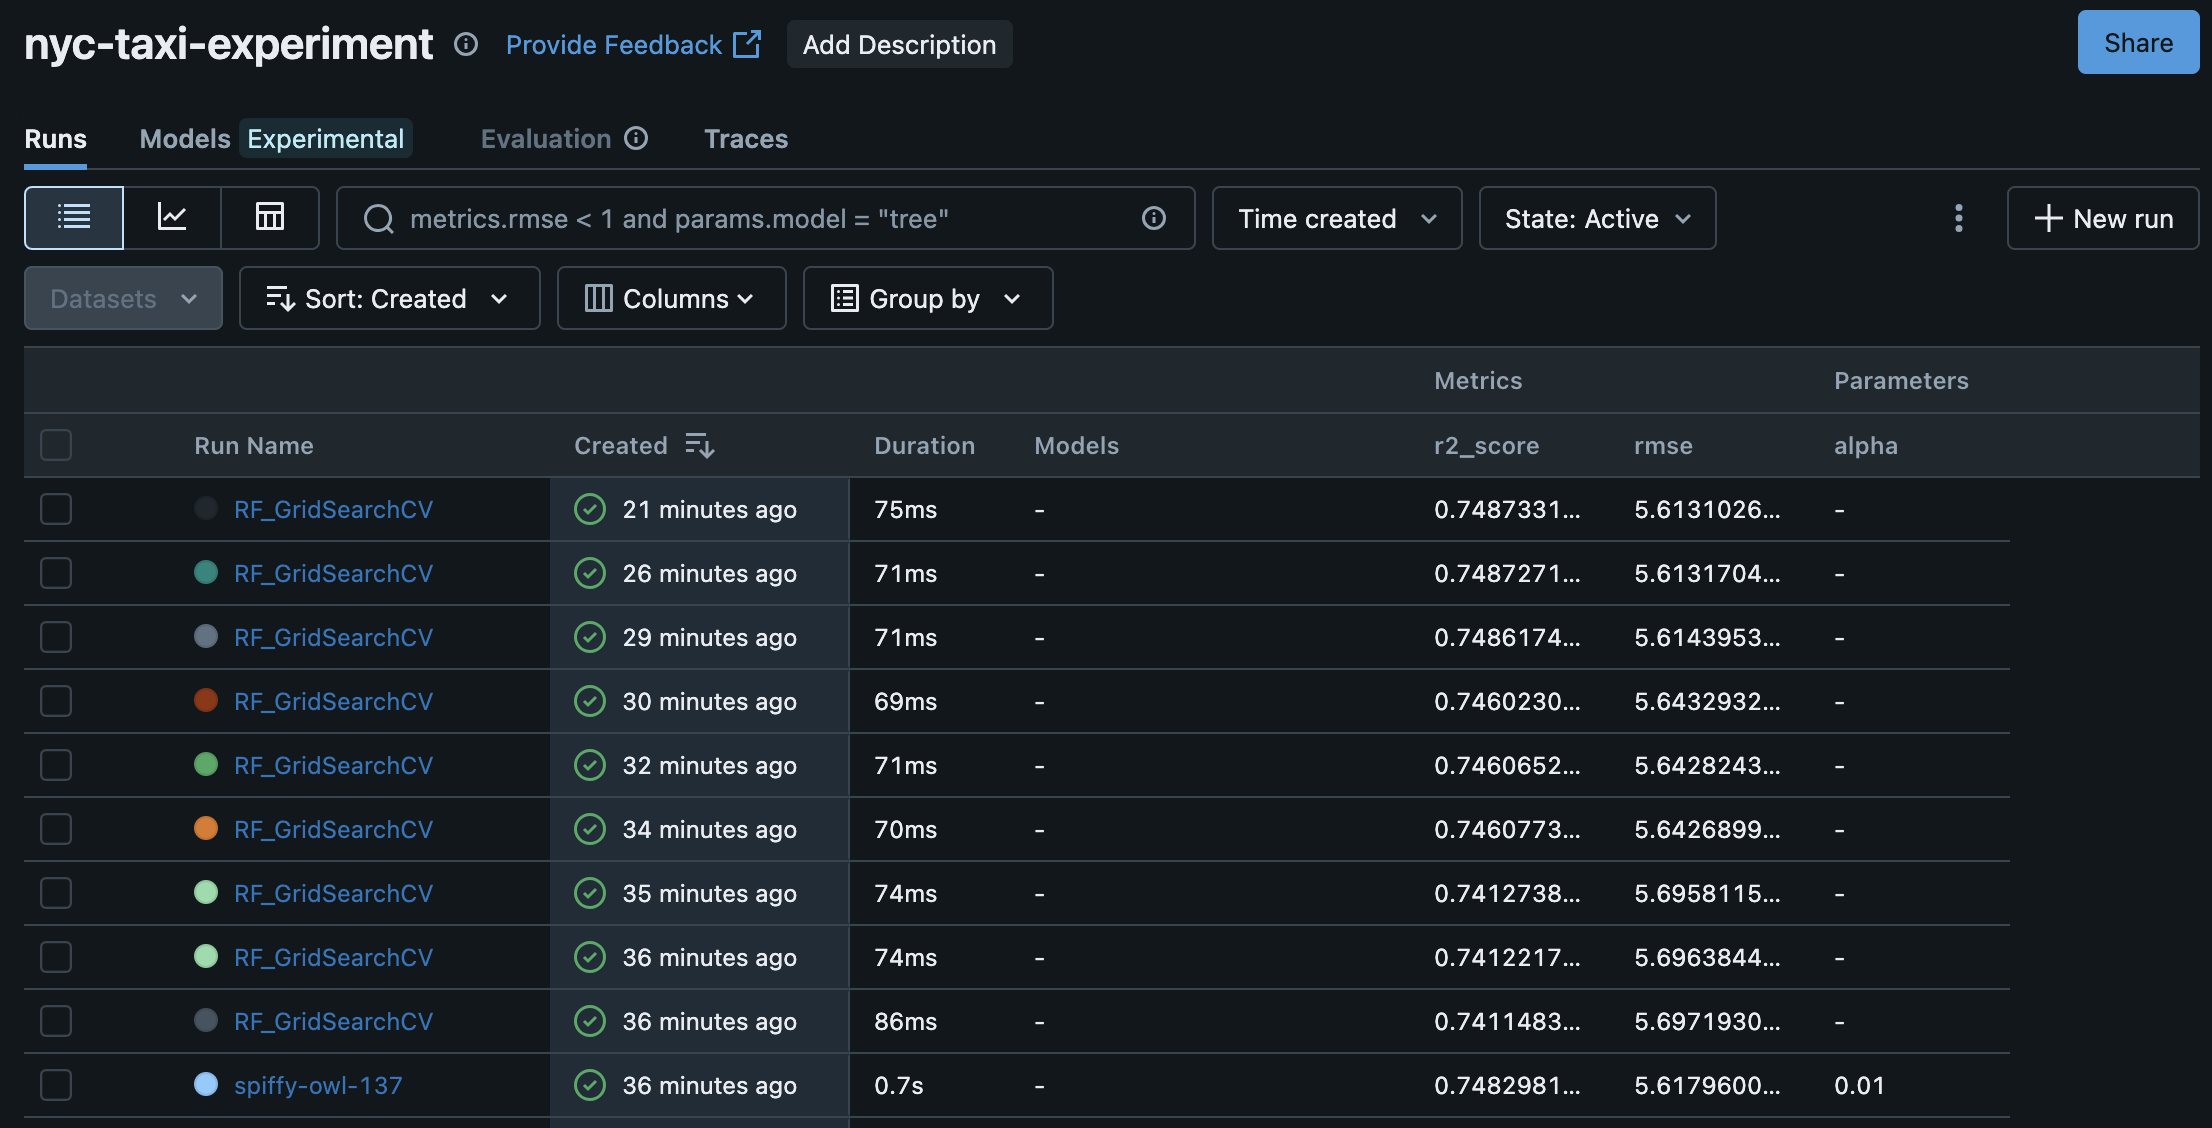 nyc-taxi-experiment Provide Feedback Add Description Share
Runs Models Experimental Evaluation Traces
metrics.rmse < 1 and params.model = "tree" Time created State: Active New run
Datasets Sort: Created Columns Group by
Metrics Parameters
Run Name Created Duration Models r2_score rmse alpha
RF_GridSearchCV 21 minutes ago 75ms - 0.7487331... 5.6131026... -
RF_GridSearchCV 26 minutes ago 71ms - 0.7487271... 5.6131704... -
RF_GridSearchCV 29 minutes ago 71ms - 0.7486174... 5.6143953... -
RF_GridSearchCV 30 minutes ago 69ms - 0.7460230... 5.6432932... -
RF_GridSearchCV 32 minutes ago 71ms - 0.7460652... 5.6428243... -
RF_GridSearchCV 34 minutes ago 70ms - 0.7460773... 5.6426899... -
RF_GridSearchCV 35 minutes ago 74ms - 0.7412738... 5.6958115... -
RF_GridSearchCV 36 minutes ago 74ms - 0.7412217... 5.6963844... -
RF_GridSearchCV 36 minutes ago 86ms - 0.7411483... 5.6971930... -
spiffy-owl-137 36 minutes ago 0.7s - 0.7482981... 5.6179600... 0.01